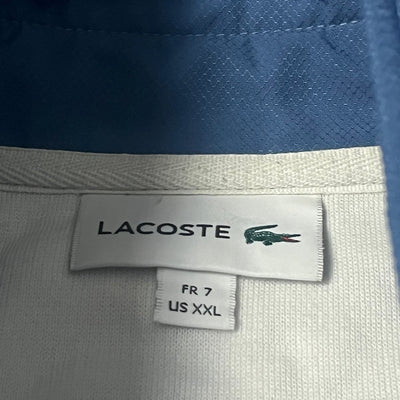 LACOSTE
FR 7
US XXL